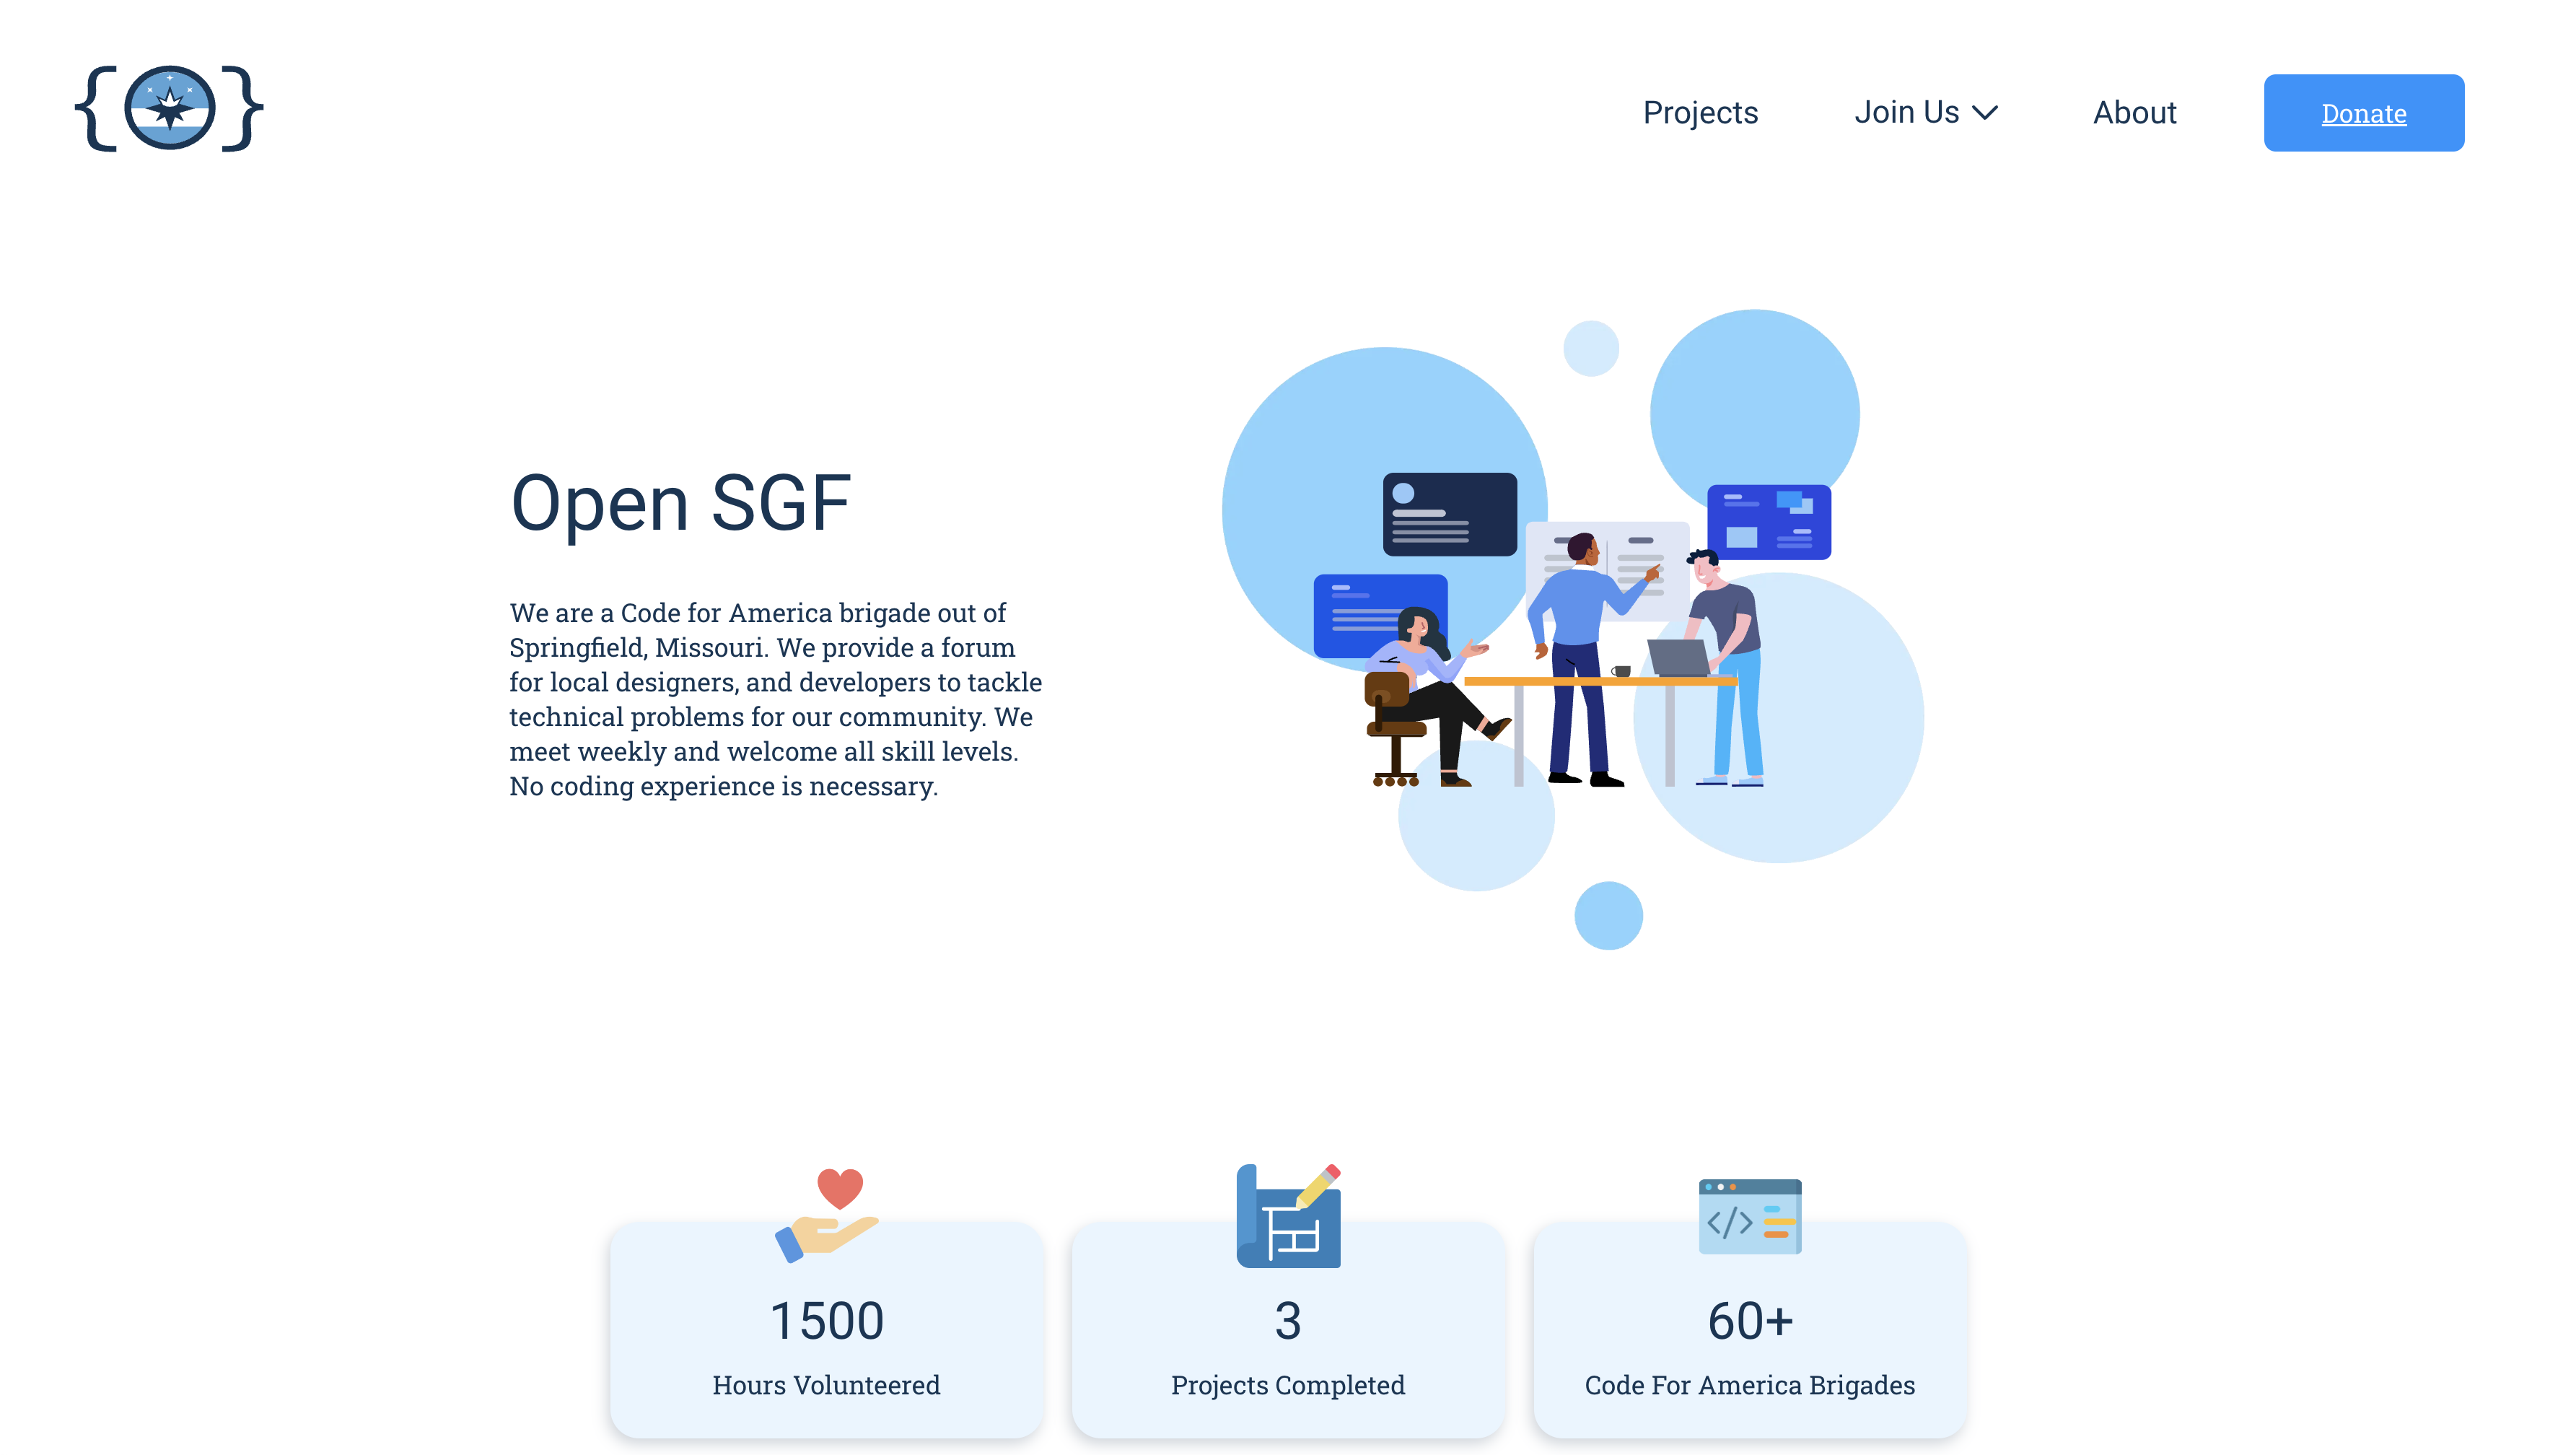 Projects
Join Us
About
Donate
Open SGF
We are a Code for America brigade out of
Springfield, Missouri. We provide a forum
for local designers, and developers to tackle
technical problems for our community. We
meet weekly and welcome all skill levels.
No coding experience is necessary.
1500
Hours Volunteered
3
Projects Completed
60+
Code For America Brigades